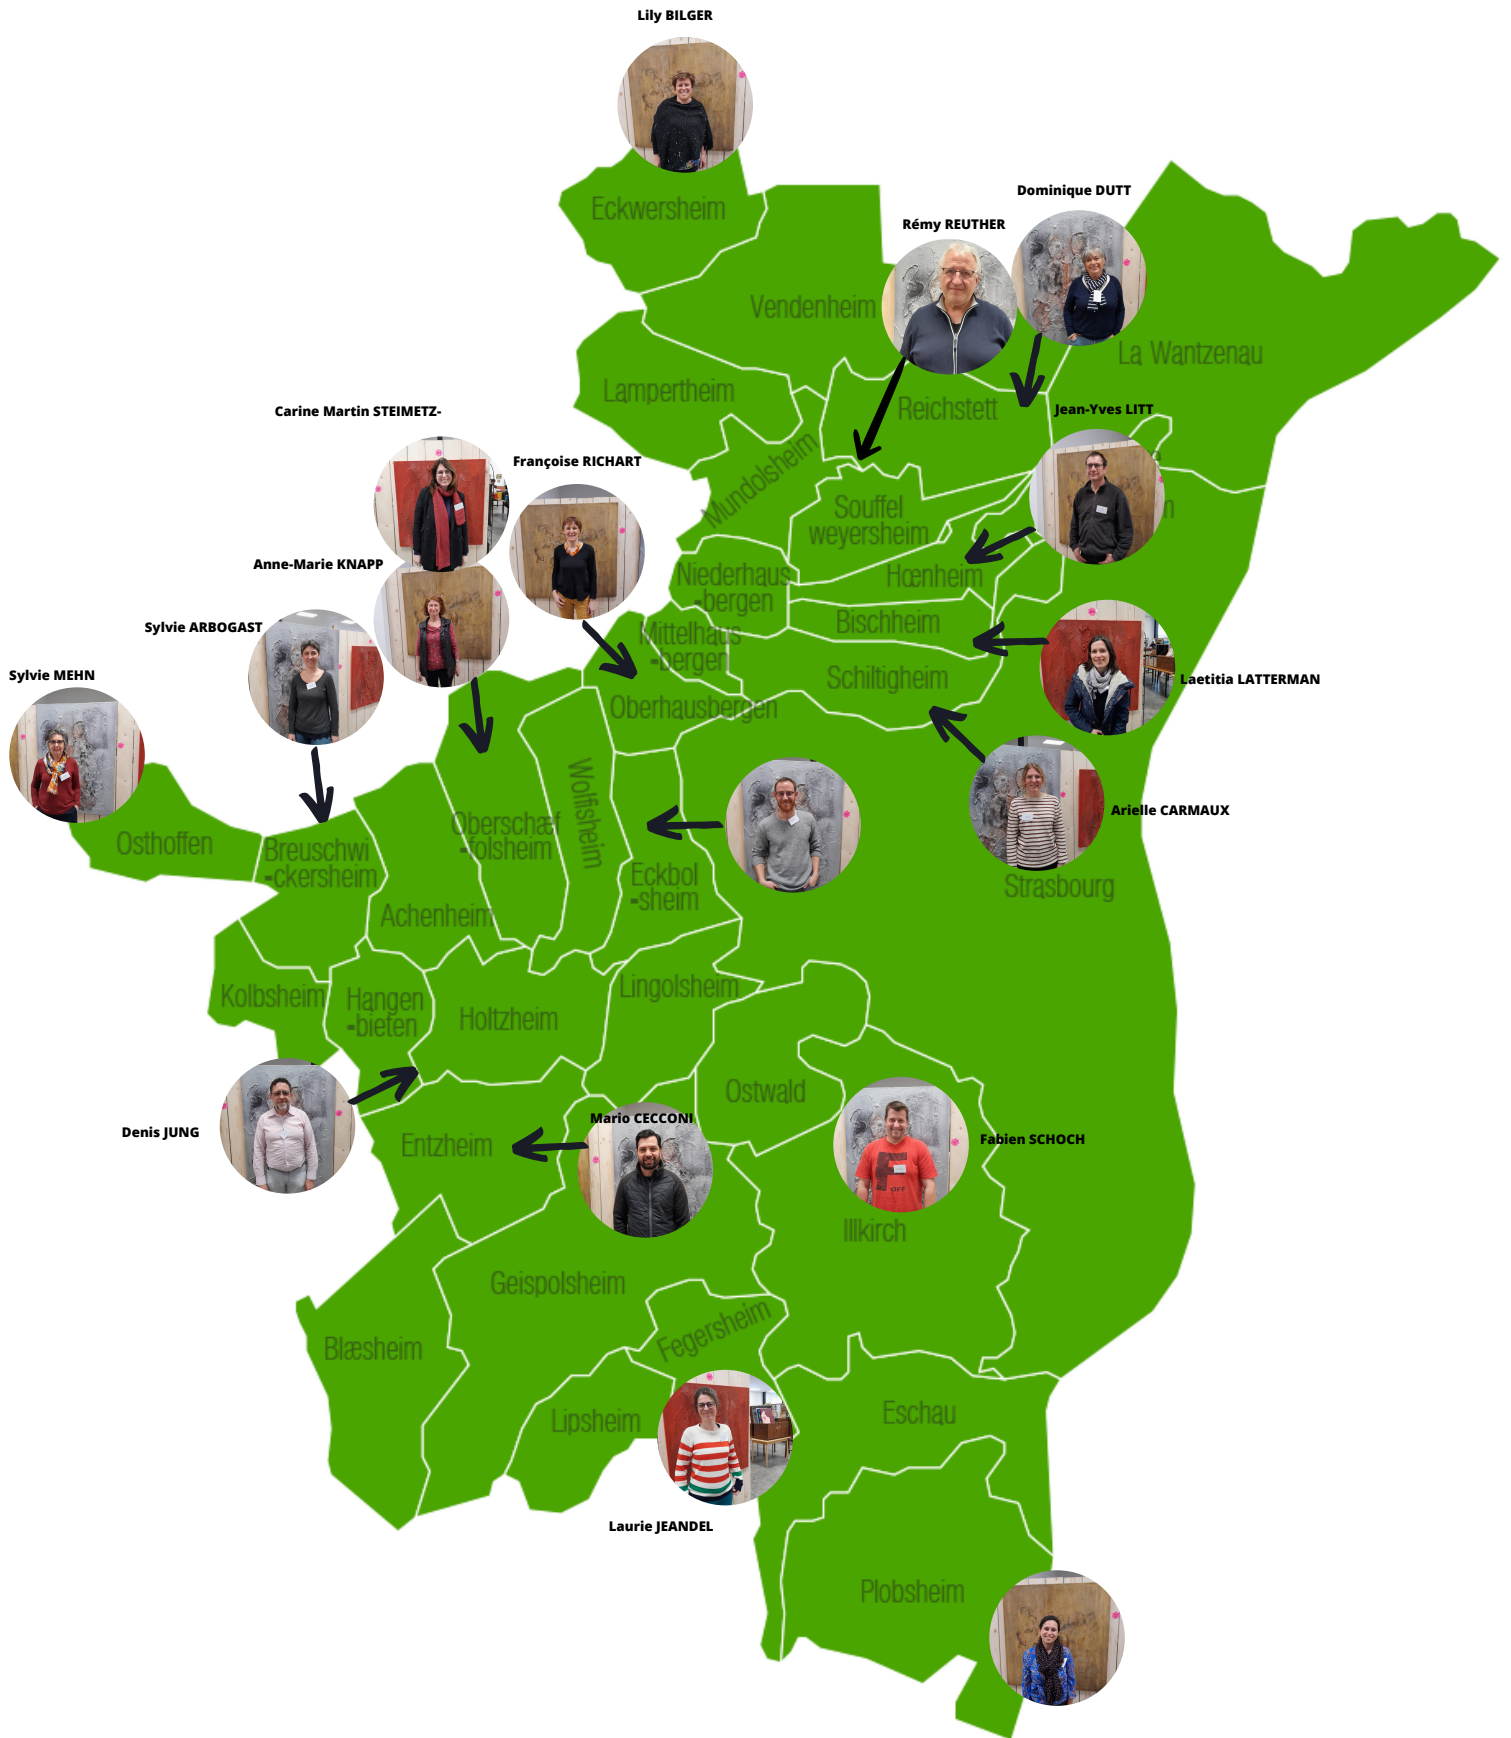 Lily BILGER
Dominique DUTT
Eckwersheim
Rémy REUTHER
Vendenheim
La Wantzenau
Lampertheim
Reichstett
Jean-Yves LITT
Carine Martin STEIMETZ-
Françoise RICHART
Mundolsheim
Souffel
weyersheim
Anne-Marie KNAPP
Niederhaus
-bergen
Hœnheim
Bischheim
Sylvie ARBOGAST
Mittelhaus
-bergen
Schiltigheim
Laetitia LATTERMAN
Sylvie MEHN
Oberhausbergen
Wolfisheim
Arielle CARMAUX
Oberschæf
-folsheim
Osthoffen
Breuschwi
-ckersheim
Eckbol
-sheim
Strasbourg
Achenheim
Kolbsheim
Hangen
-bieten
Holtzheim
Lingolsheim
Ostwald
Denis JUNG
Mario CECCONI
Entzheim
Fabien SCHOCH
F
OFF
Illkirch
Geispolsheim
Fegersheim
Blæsheim
Lipsheim
Eschau
Laurie JEANDEL
Plobsheim